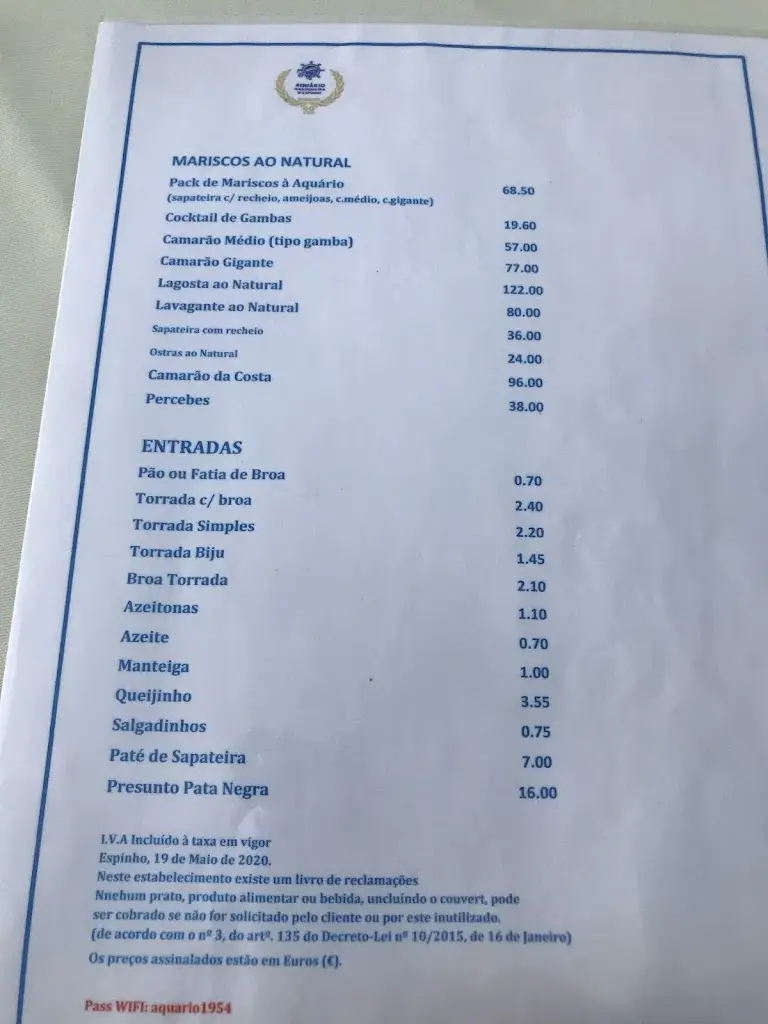 AQUÁRIO
MARISCOS AO NATURAL
Pack de Mariscos à Aquário 68.50
(sapateira c/ recheio, ameijoas, c.médio, c.gigante)
Cocktail de Gambas 19.60
Camarão Médio (tipo gamba) 57.00
Camarão Gigante 77.00
Lagosta ao Natural 122.00
Lavagante ao Natural 80.00
Sapateira com recheio 36.00
Ostras ao Natural 24.00
Camarão da Costa 96.00
Percebes 38.00
ENTRADAS
Pão ou Fatia de Broa 0.70
Torrada c/ broa 2.40
Torrada Simples 2.20
Torrada Biju 1.45
Broa Torrada 2.10
Azeitonas 1.10
Azeite 0.70
Manteiga 1.00
Queijinho 3.55
Salgadinhos 0.75
Paté de Sapateira 7.00
Presunto Pata Negra 16.00
I.V.A Incluído à taxa em vigor
Espinho, 19 de Maio de 2020.
Neste estabelecimento existe um livro de reclamações
Nnehum prato, produto alimentar ou bebida, uncluindo o couvert, pode
ser cobrado se não for solicitado pelo cliente ou por este inutilizado.
(de acordo com o nº 3, do artº. 135 do Decreto-Lei nº 10/2015, de 16 de Janeiro)
Os preços assinalados estão em Euros (€).
Pass WIFI: aquario1954